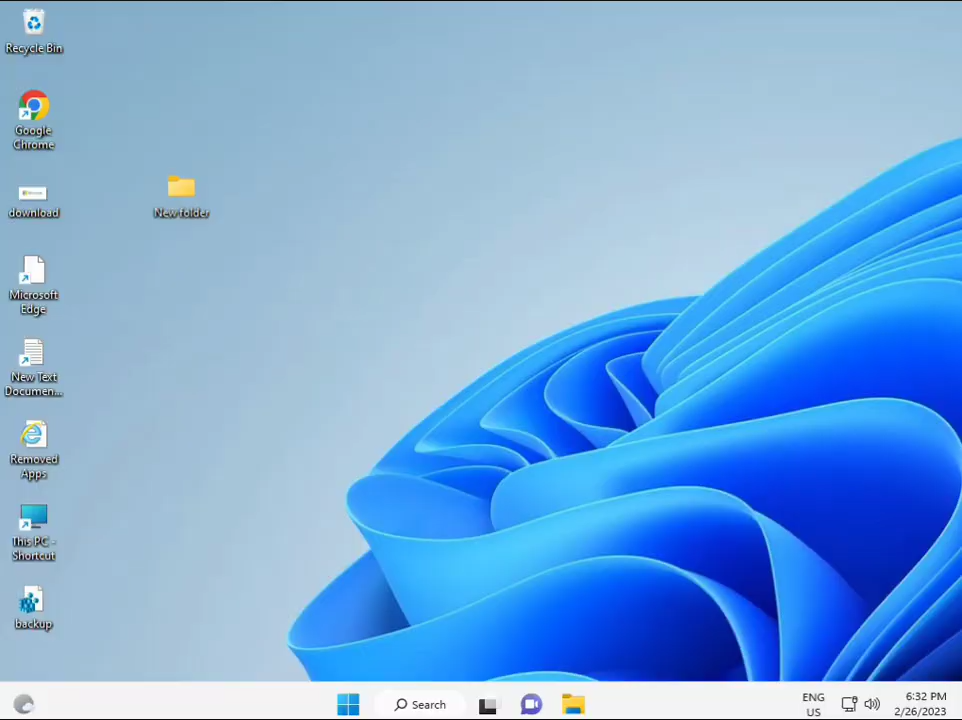 Recycle Bin
Google
Chrome
download
New folder
Microsoft
Edge
New Text
Documen...
Removed
Apps
This PC -
Shortcut
backup
Search
ENG
US
6:32 PM
2/26/2023